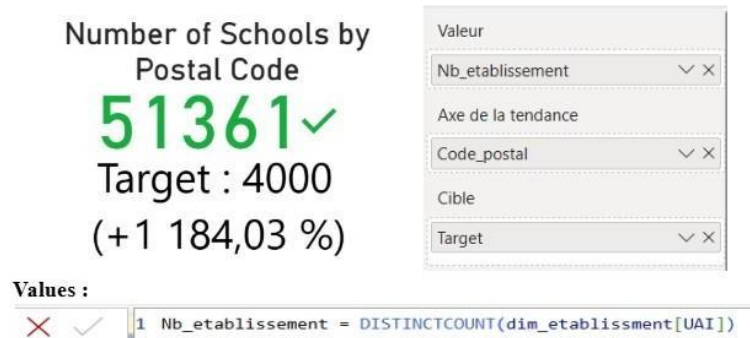 Number of Schools by
Postal Code
51361
Target : 4000
(+1 184,03 %)
Valeur
Nb_etablissement
Axe de la tendance
Code_postal
Cible
Target
Values :
1 Nb_etablissement = DISTINCTCOUNT(dim_etablissment[UAI])